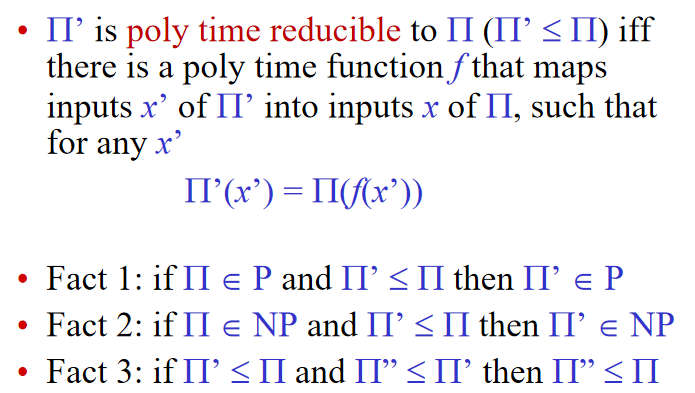 • Π’ is poly time reducible to Π (Π’ ≤ Π) iff
there is a poly time function f that maps
inputs x’ of Π’ into inputs x of Π, such that
for any x’
Π’(x’) = Π(f(x’))
• Fact 1: if Π ∈ P and Π’ ≤ Π then Π’ ∈ P
• Fact 2: if Π ∈ NP and Π’ ≤ Π then Π’ ∈ NP
• Fact 3: if Π’ ≤ Π and Π” ≤ Π’ then Π” ≤ Π